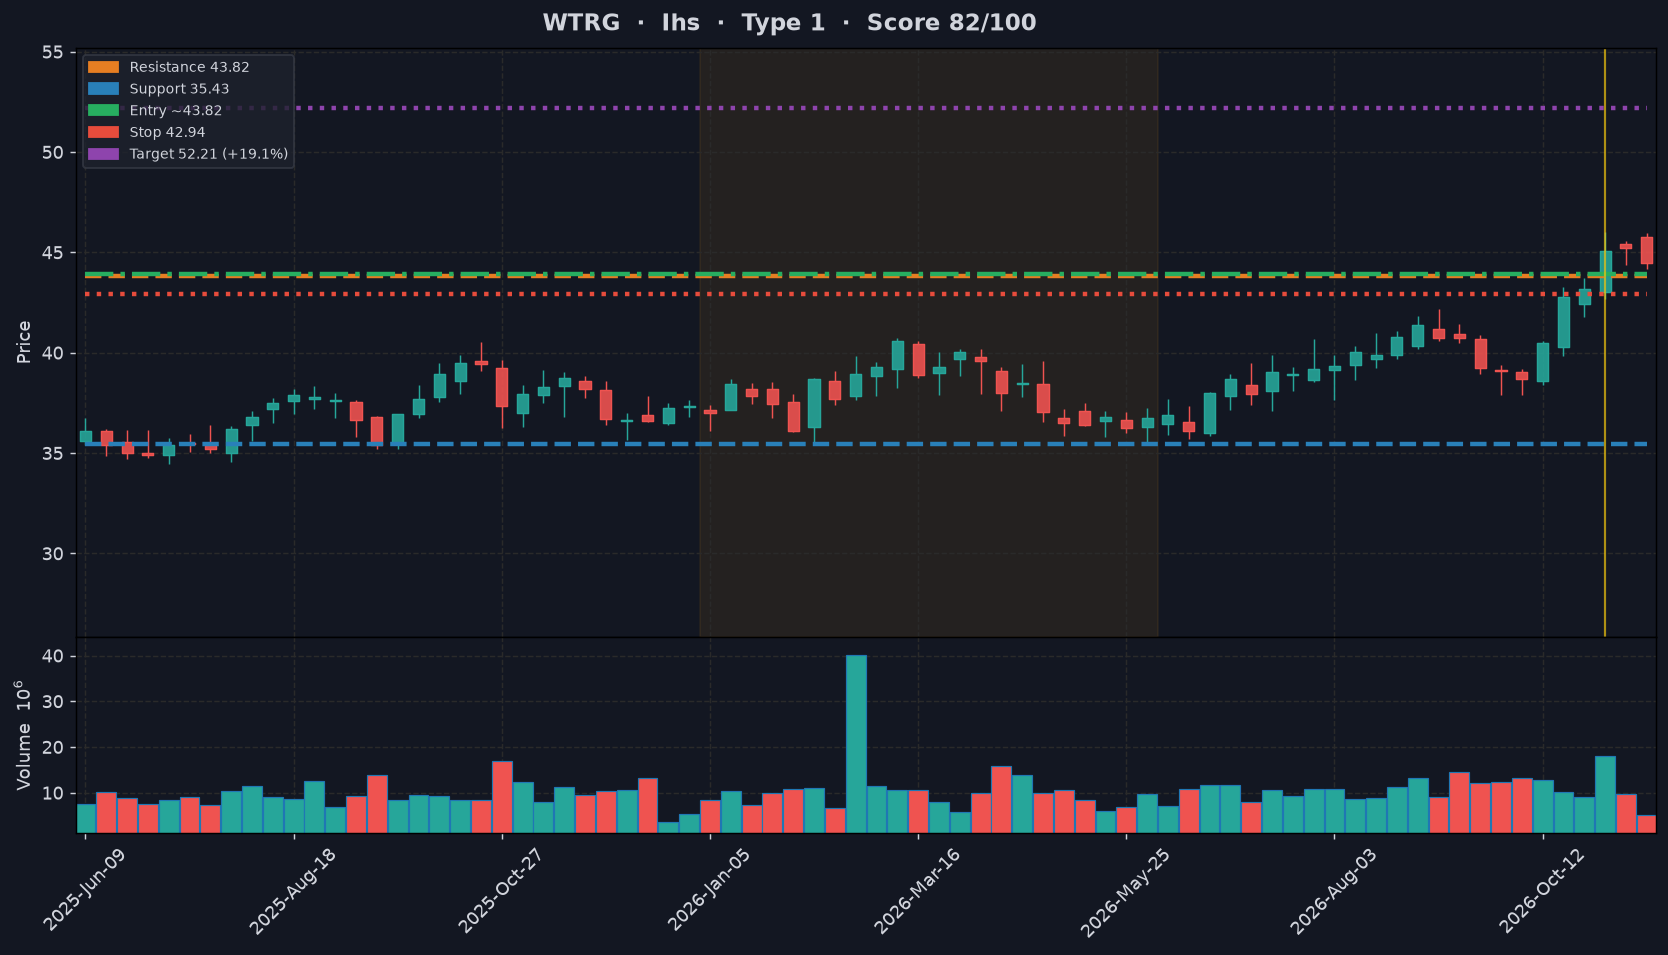 WTRG · Ihs · Type 1 · Score 82/100
55
50
45
40
35
30
Price
Resistance 43.82
Support 35.43
Entry ~43.82
Stop 42.94
Target 52.21 (+19.1%)
40
30
20
10
Volume 10⁶
2025-Jun-09
2025-Aug-18
2025-Oct-27
2026-Jan-05
2026-Mar-16
2026-May-25
2026-Aug-03
2026-Oct-12